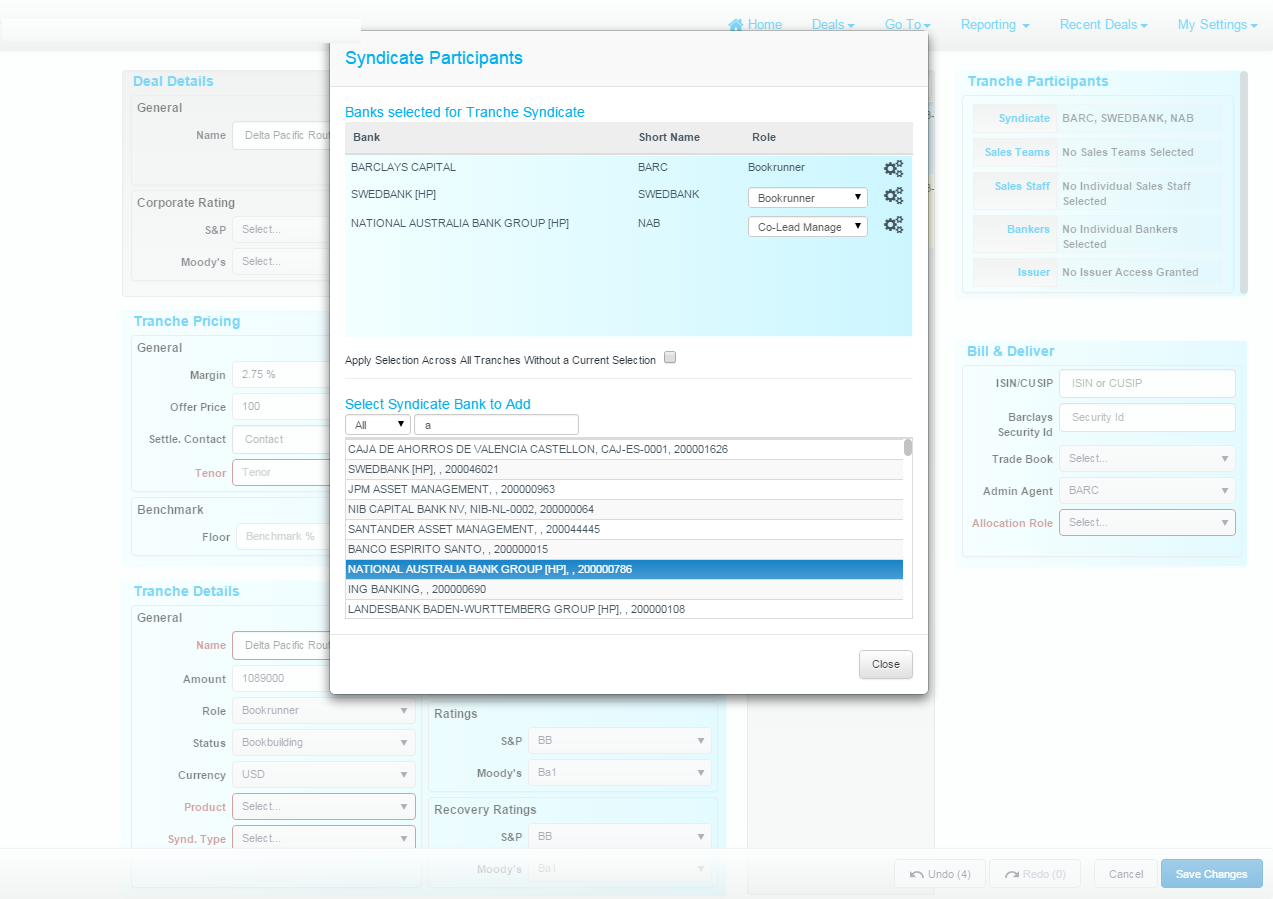 Home Deals Go To Reporting Recent Deals My Settings
Syndicate Participants
Banks selected for Tranche Syndicate
Bank Short Name Role
BARCLAYS CAPITAL BARC Bookrunner
SWEDBANK [HP] SWEDBANK Bookrunner
NATIONAL AUSTRALIA BANK GROUP [HP] NAB Co-Lead Manage
Apply Selection Across All Tranches Without a Current Selection
Select Syndicate Bank to Add
All a
CAJA DE AHORROS DE VALENCIA CASTELLON, CAJ-ES-0001, 200001626
SWEDBANK [HP], , 200046021
JPM ASSET MANAGEMENT, , 200000963
NIB CAPITAL BANK NV, NIB-NL-0002, 200000064
SANTANDER ASSET MANAGEMENT, , 200044445
BANCO ESPIRITO SANTO, , 200000015
NATIONAL AUSTRALIA BANK GROUP [HP], , 200000786
ING BANKING, , 200000690
LANDESBANK BADEN-WURTTEMBERG GROUP [HP], , 200000108
Close
Deal Details
General
Name Delta Pacific Rout
Corporate Rating
S&P Select...
Moody's Select...
Tranche Pricing
General
Margin 2.75 %
Offer Price 100
Settle. Contact Contact
Tenor Tenor
Benchmark
Floor Benchmark %
Tranche Details
General
Name Delta Pacific Rout
Amount 1089000
Role Bookrunner
Status Bookbuilding
Currency USD
Product Select...
Synd. Type Select...
Ratings
S&P BB
Moody's Ba1
Recovery Ratings
S&P BB
Moody's Ba1
Tranche Participants
Syndicate BARC, SWEDBANK, NAB
Sales Teams No Sales Teams Selected
Sales Staff No Individual Sales Staff
Selected
Bankers No Individual Bankers
Selected
Issuer No Issuer Access Granted
Bill & Deliver
ISIN/CUSIP ISIN or CUSIP
Barclays Security Id
Security Id
Trade Book Select...
Admin Agent BARC
Allocation Role Select...
Undo (4) Redo (0) Cancel Save Changes